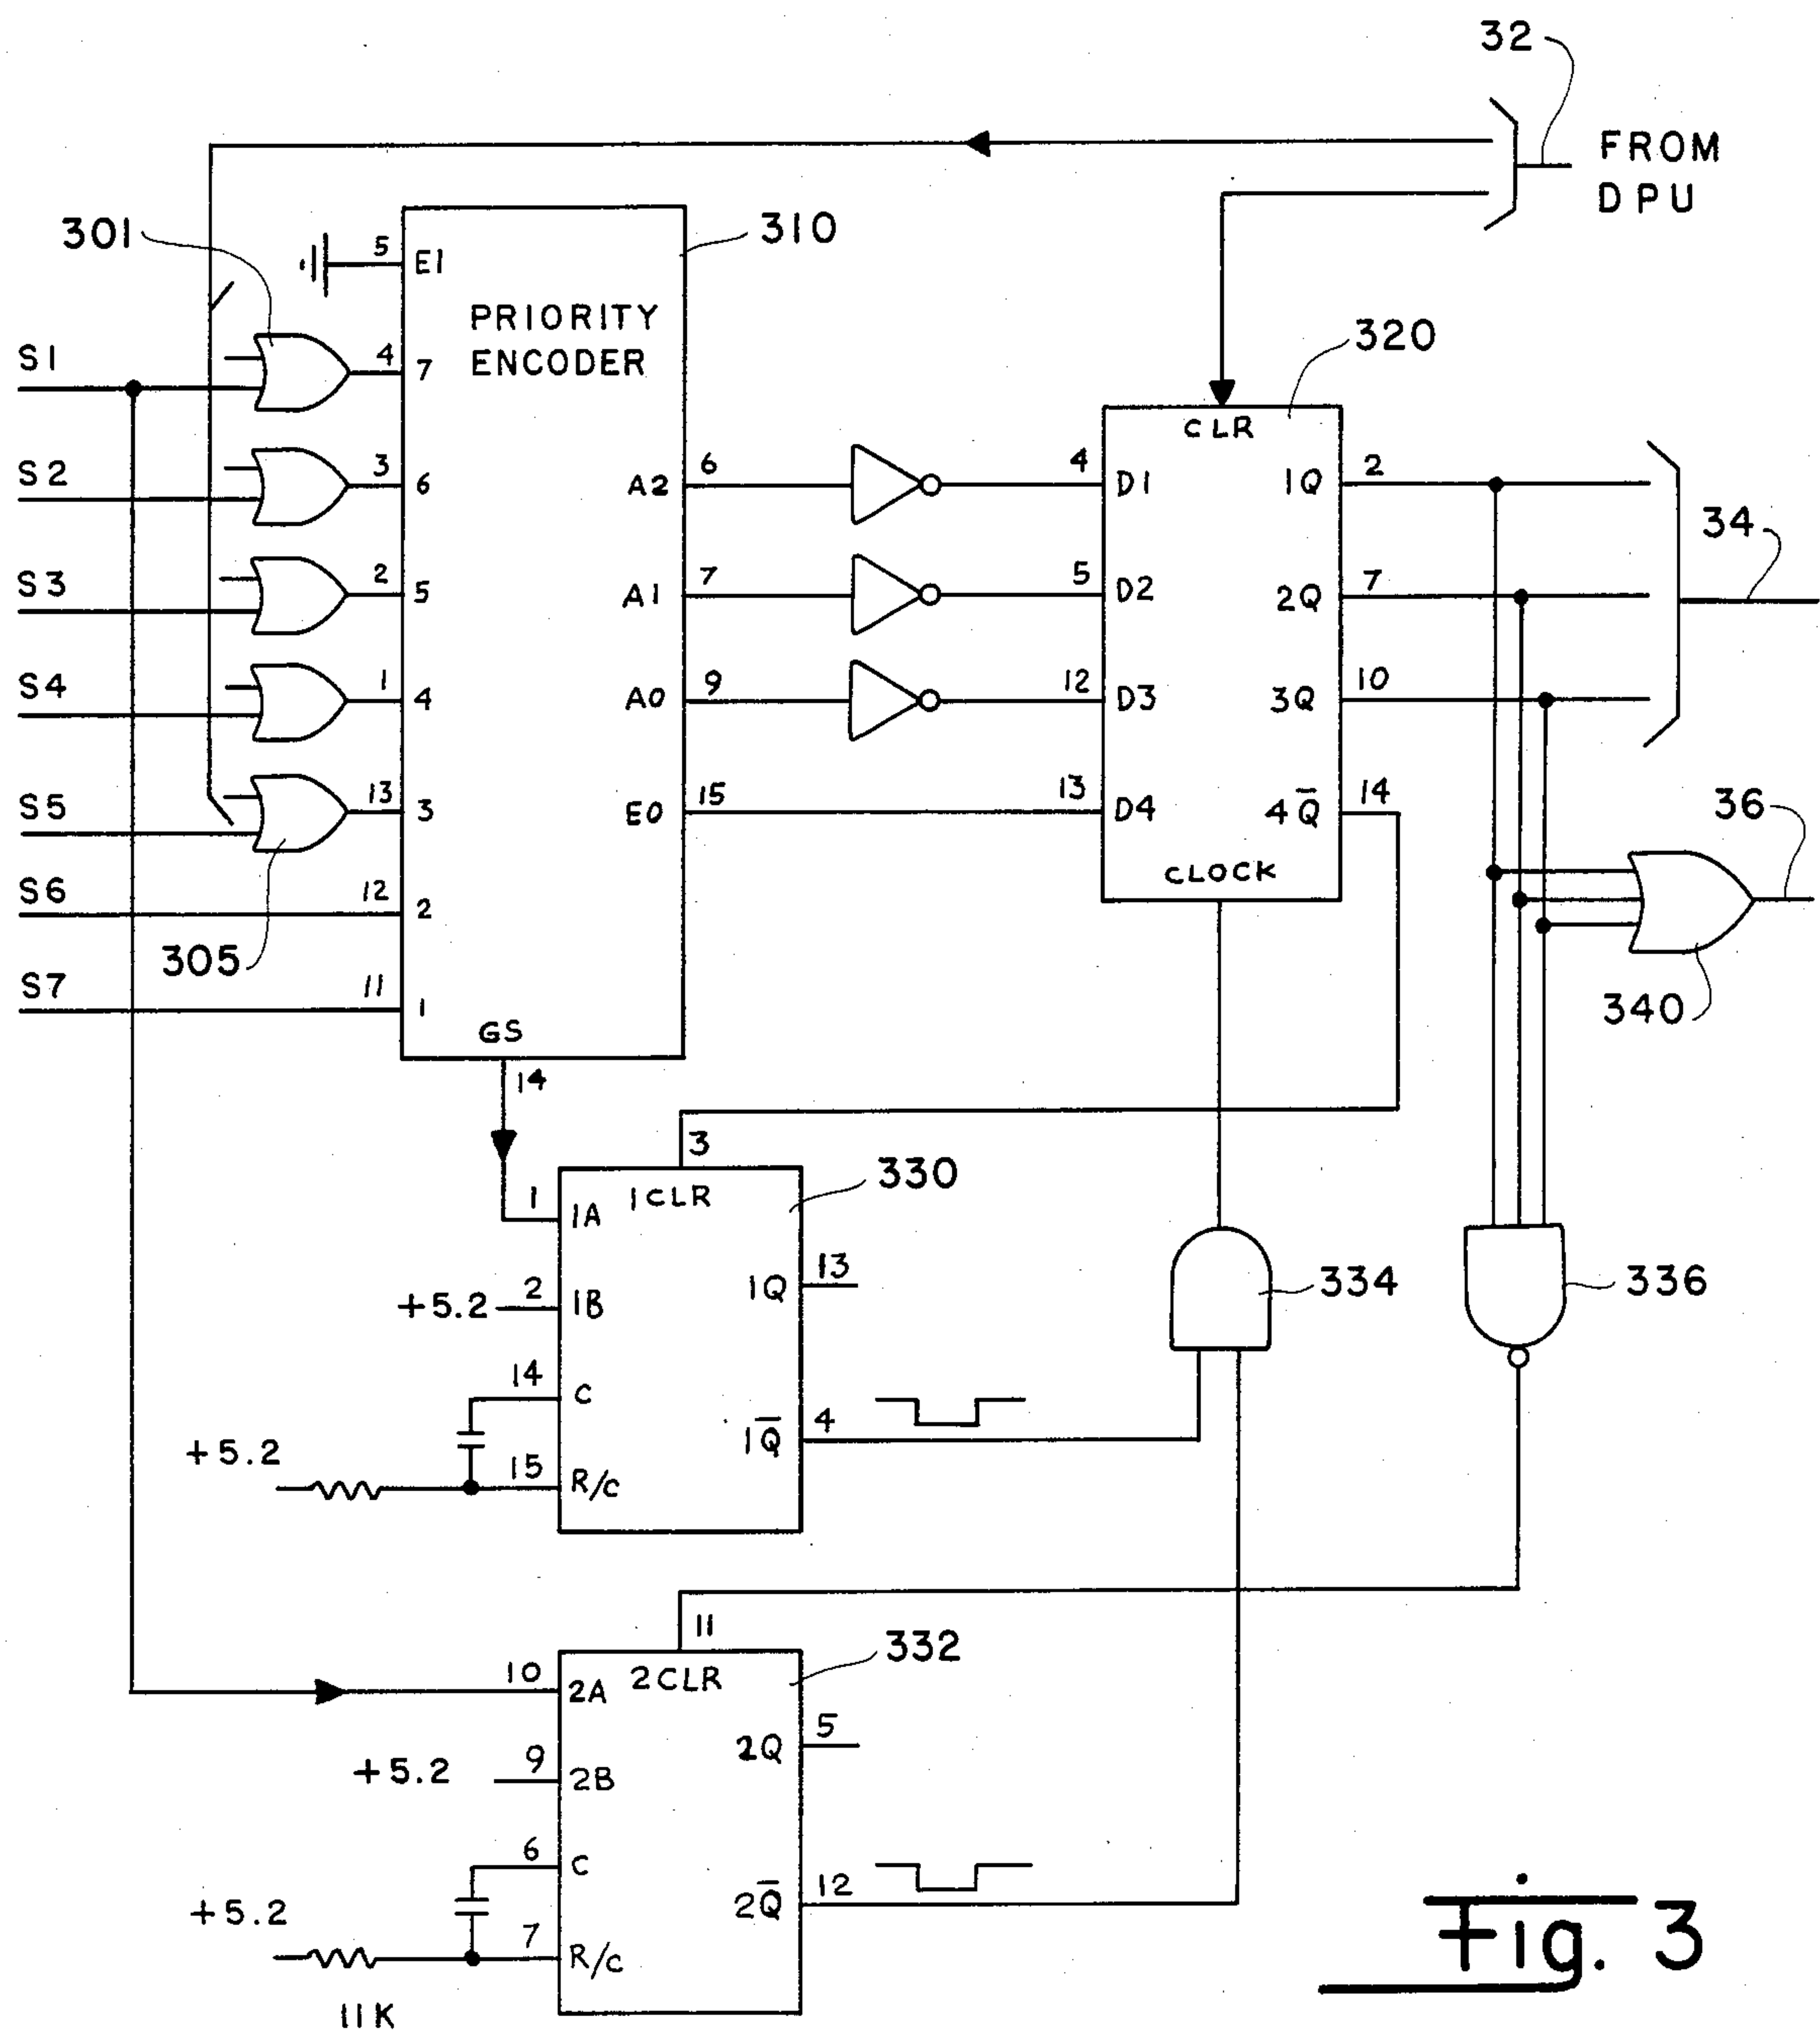 32
FROM
DPU
301
5
E1
310
PRIORITY
ENCODER
S1
4
7
320
CLR
S2
3
6
A2
6
4
D1
1Q
2
34
S3
2
5
A1
7
5
D2
2Q
7
S4
1
4
A0
9
12
D3
3Q
10
S5
13
3
E0
15
13
D4
4Q̅
14
36
CLOCK
S6
12
2
305
S7
11
1
GS
14
340
3
1CLR
330
1
1A
1Q
13
+5.2
2
1B
334
336
14
C
1Q̅
4
+5.2
15
R/C
11
2CLR
332
10
2A
2Q
5
+5.2
9
2B
6
C
2Q̅
12
+5.2
7
R/C
11K
Fig. 3